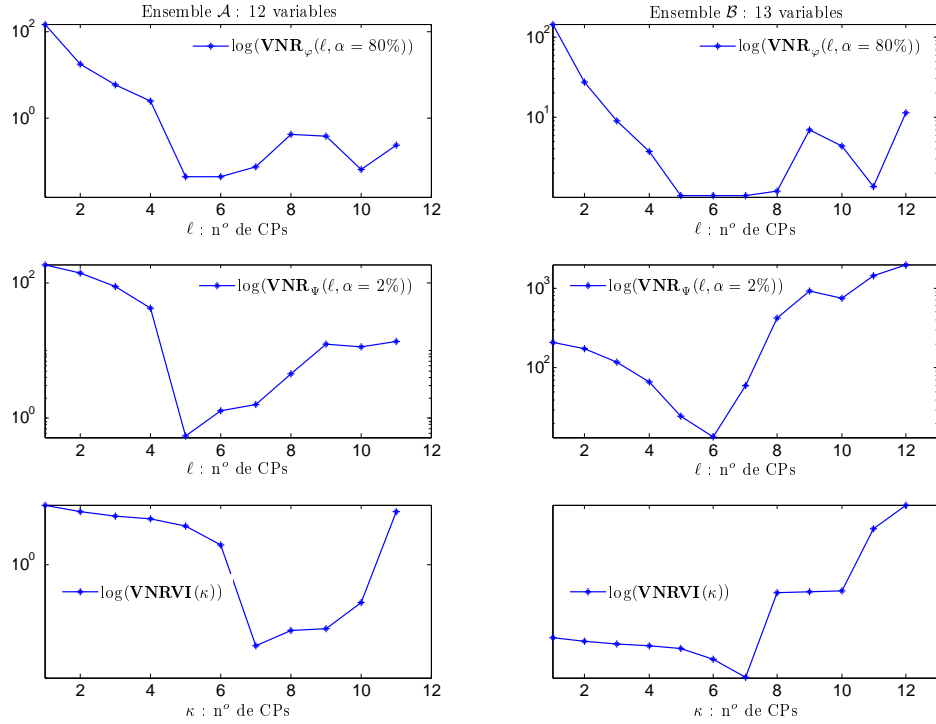 Ensemble 𝒜 : 12 variables
10²
10⁰
log(VNR_φ(ℓ, α = 80%))
2 4 6 8 10 12
ℓ : nº de CPs
Ensemble ℬ : 13 variables
10²
10¹
log(VNR_φ(ℓ, α = 80%))
2 4 6 8 10 12
ℓ : nº de CPs
10²
10⁰
log(VNR_Ψ(ℓ, α = 2%))
2 4 6 8 10 12
ℓ : nº de CPs
10³
10²
log(VNR_Ψ(ℓ, α = 2%))
2 4 6 8 10 12
ℓ : nº de CPs
10⁰
log(VNRVI(κ))
2 4 6 8 10 12
κ : nº de CPs
log(VNRVI(κ))
2 4 6 8 10 12
κ : nº de CPs